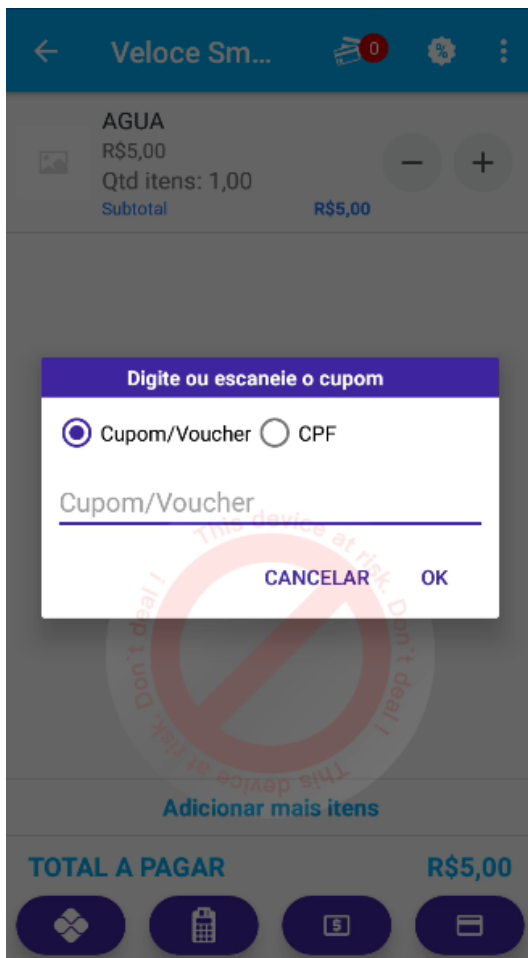 Veloce Sm...
0
%
AGUA
R$5,00
Qtd itens: 1,00
Subtotal R$5,00
Digite ou escaneie o cupom
Cupom/Voucher CPF
Cupom/Voucher
CANCELAR OK
This device at risk, Don't deal !
This device at risk, Don't deal !
Adicionar mais itens
TOTAL A PAGAR R$5,00
$